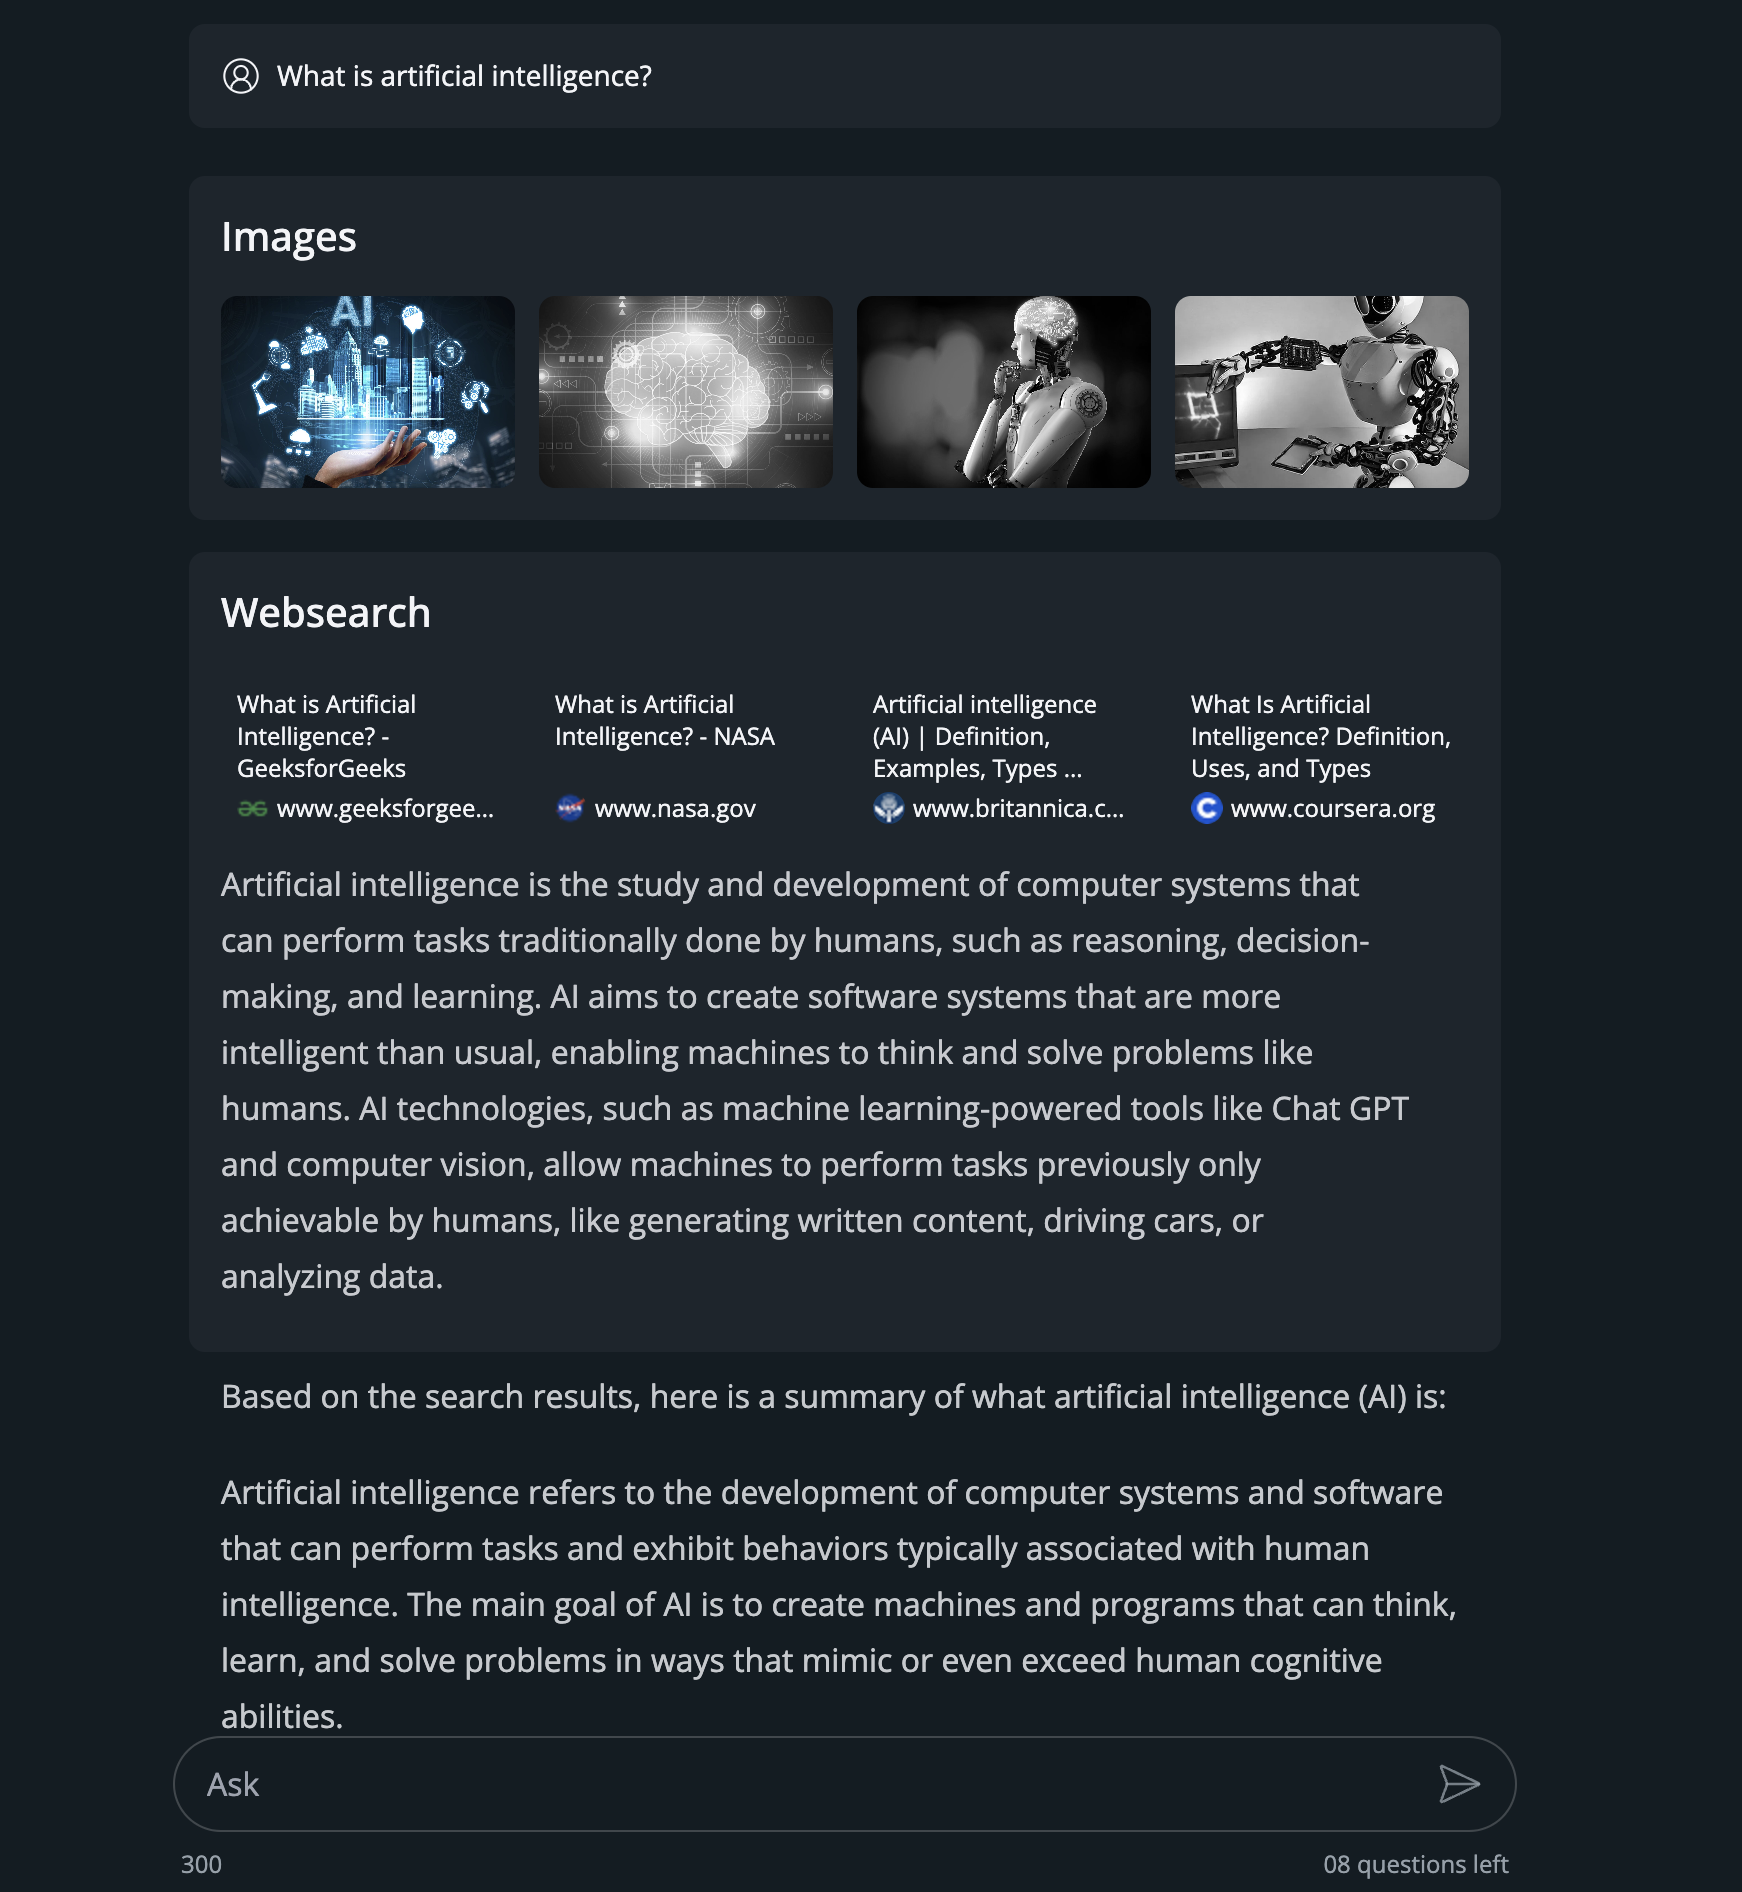 What is artificial intelligence?
Images
AI
Websearch
What is Artificial
Intelligence? -
GeeksforGeeks
www.geeksforgee...
What is Artificial
Intelligence? - NASA
NASA
www.nasa.gov
Artificial intelligence
(AI) | Definition,
Examples, Types ...
www.britannica.c...
What Is Artificial
Intelligence? Definition,
Uses, and Types
C
www.coursera.org
Artificial intelligence is the study and development of computer systems that
can perform tasks traditionally done by humans, such as reasoning, decision-
making, and learning. AI aims to create software systems that are more
intelligent than usual, enabling machines to think and solve problems like
humans. AI technologies, such as machine learning-powered tools like Chat GPT
and computer vision, allow machines to perform tasks previously only
achievable by humans, like generating written content, driving cars, or
analyzing data.
Based on the search results, here is a summary of what artificial intelligence (AI) is:
Artificial intelligence refers to the development of computer systems and software
that can perform tasks and exhibit behaviors typically associated with human
intelligence. The main goal of AI is to create machines and programs that can think,
learn, and solve problems in ways that mimic or even exceed human cognitive
abilities.
Ask
300
08 questions left